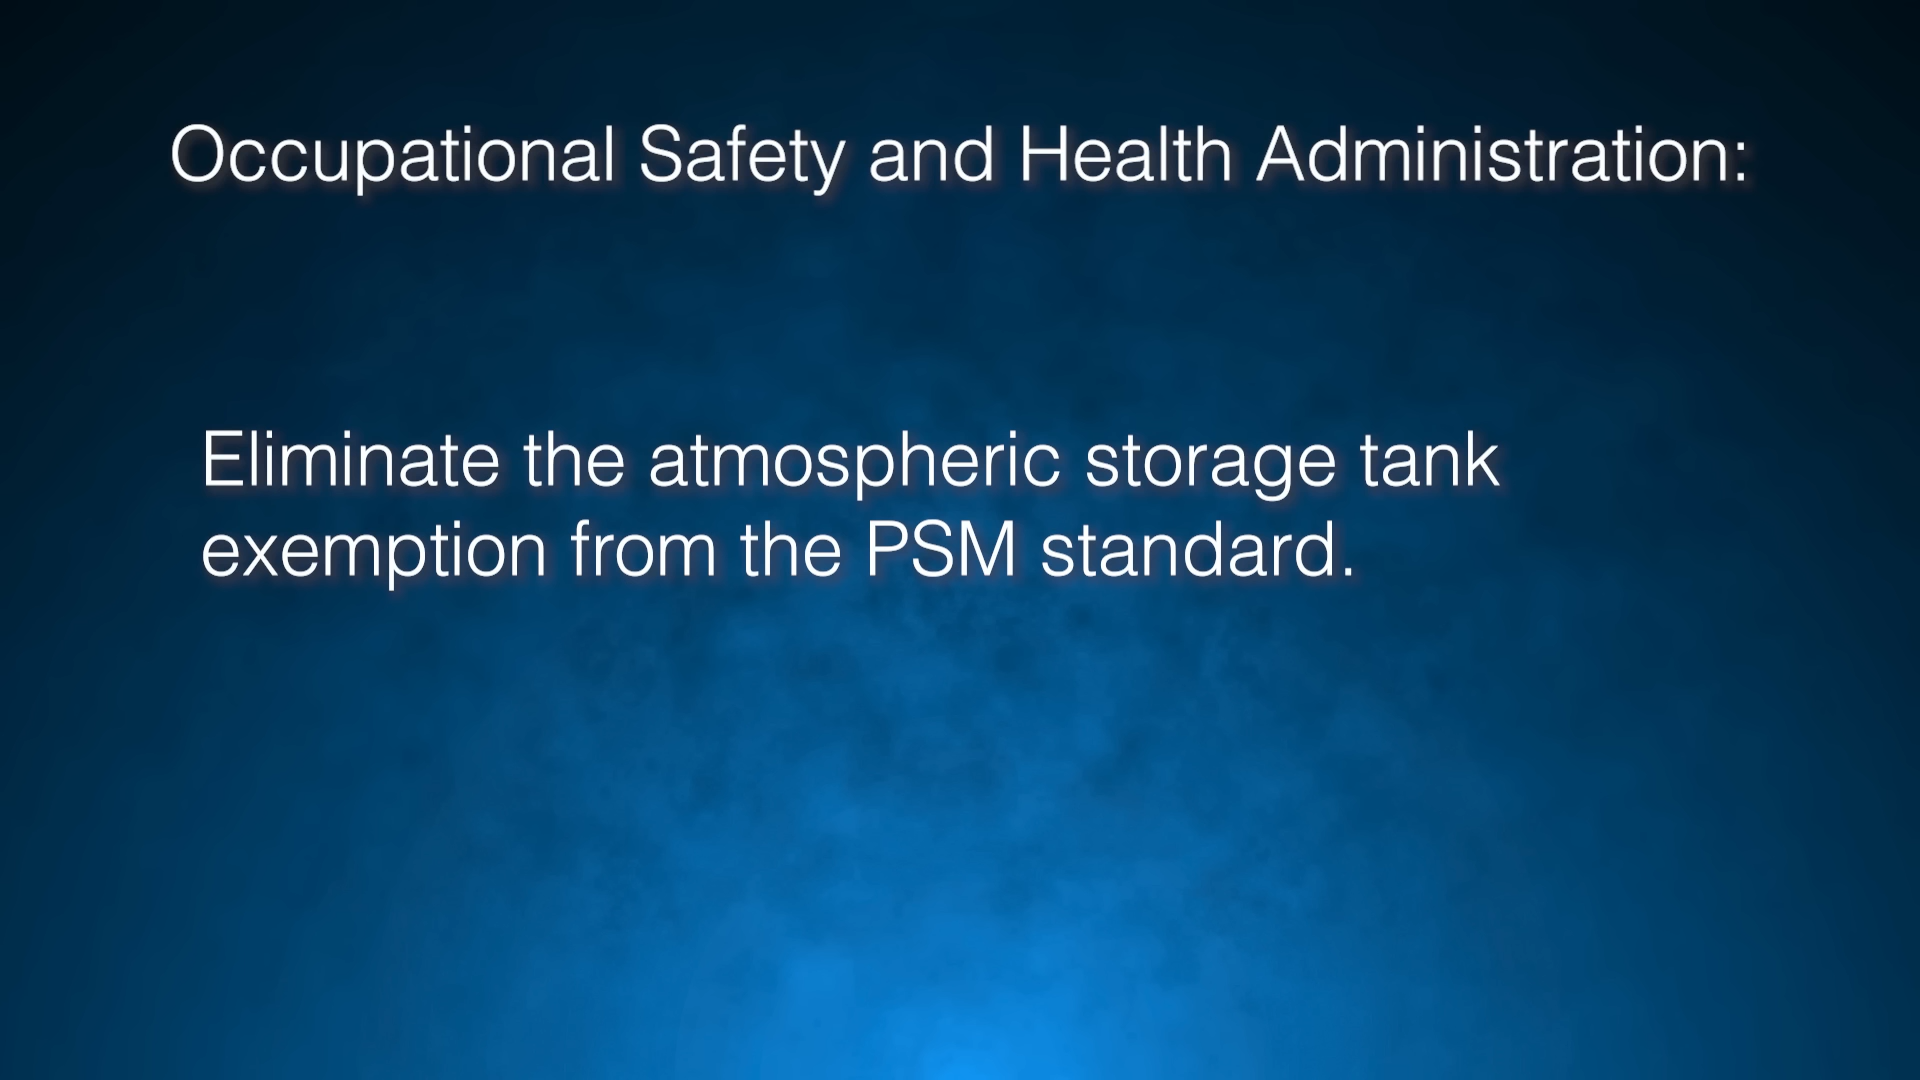 Occupational Safety and Health Administration:
Eliminate the atmospheric storage tank
exemption from the PSM standard.